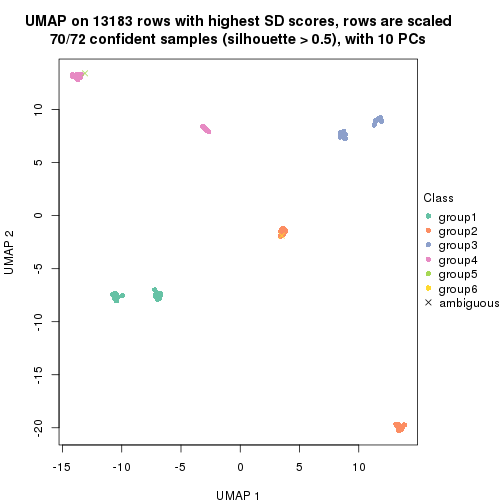 UMAP on 13183 rows with highest SD scores, rows are scaled
70/72 confident samples (silhouette > 0.5), with 10 PCs
10
5
0
-5
-10
-15
-20
UMAP 2
-15
-10
-5
0
5
10
UMAP 1
Class
group1
group2
group3
group4
group5
group6
ambiguous